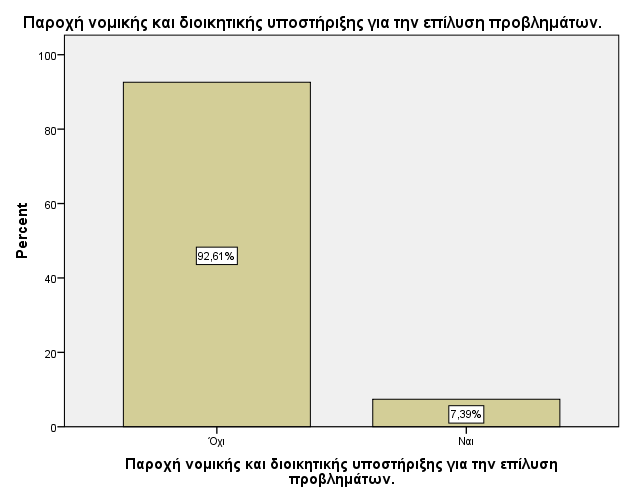 Παροχή νομικής και διοικητικής υποστήριξης για την επίλυση προβλημάτων.
100
80
60
40
20
0
Percent
92,61%
7,39%
Όχι
Ναι
Παροχή νομικής και διοικητικής υποστήριξης για την επίλυση
προβλημάτων.